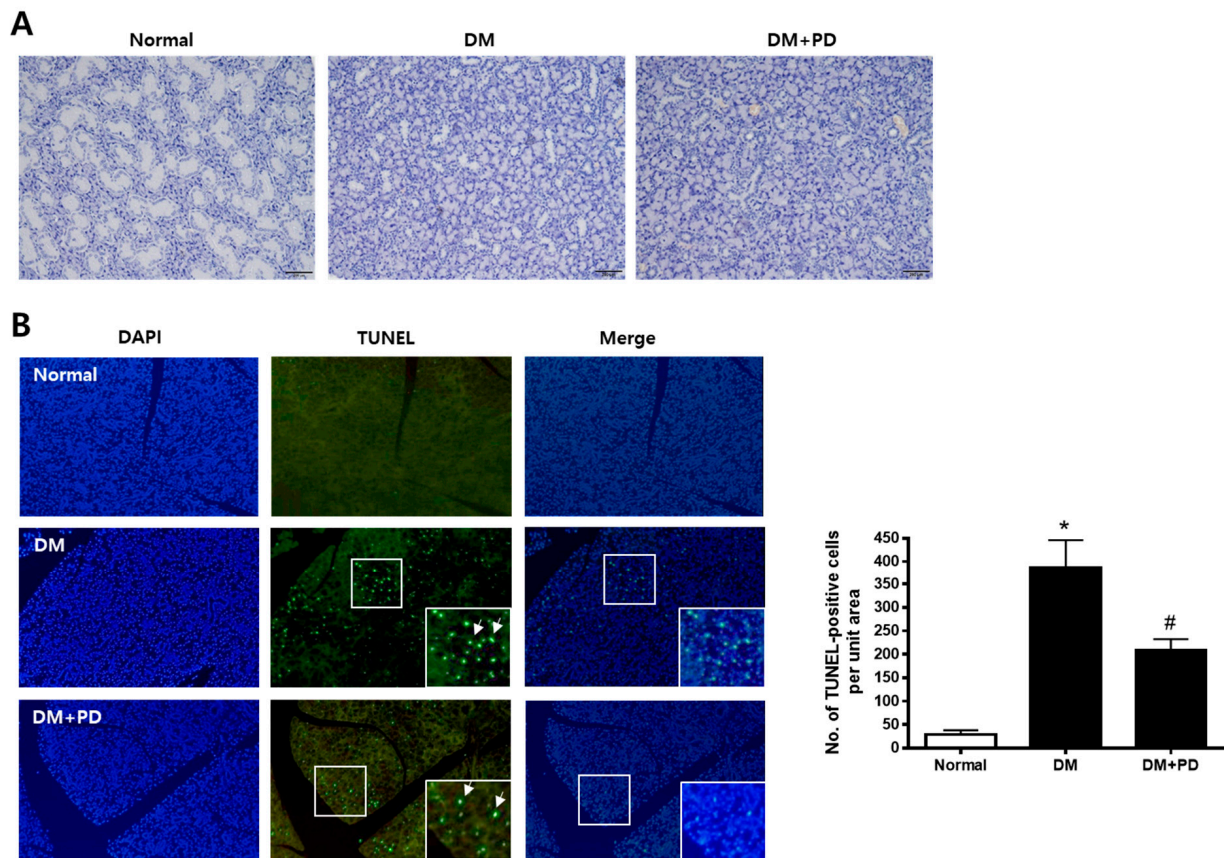 A
Normal
DM
DM+PD
B
DAPI
TUNEL
Merge
Normal
DM
DM+PD
No. of TUNEL-positive cells
per unit area
450
400
350
300
250
200
150
100
50
0
*
#
Normal
DM
DM+PD